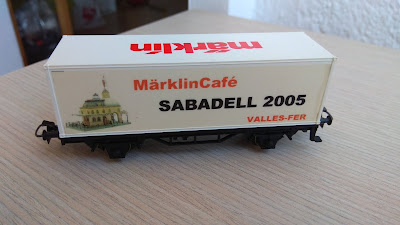 märklin
MärklinCafé
SABADELL 2005
VALLES-FER